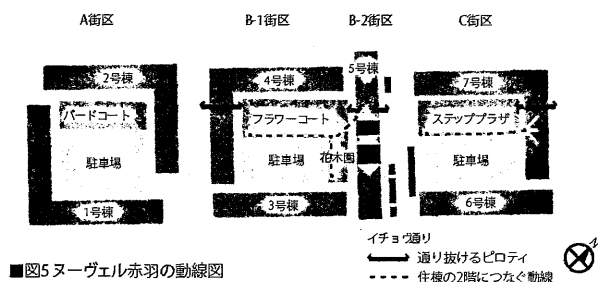 A街区 B-1街区 B-2街区 C街区
2号棟 4号棟 5号棟 7号棟
バードコート フラワーコート ステッププラザ
駐車場 花木園 駐車場
1号棟 3号棟 6号棟
イチョウ通り
通り抜けるピロティ
■図5 ヌーヴェル赤羽の動線図
住棟の2階につなぐ動線
N